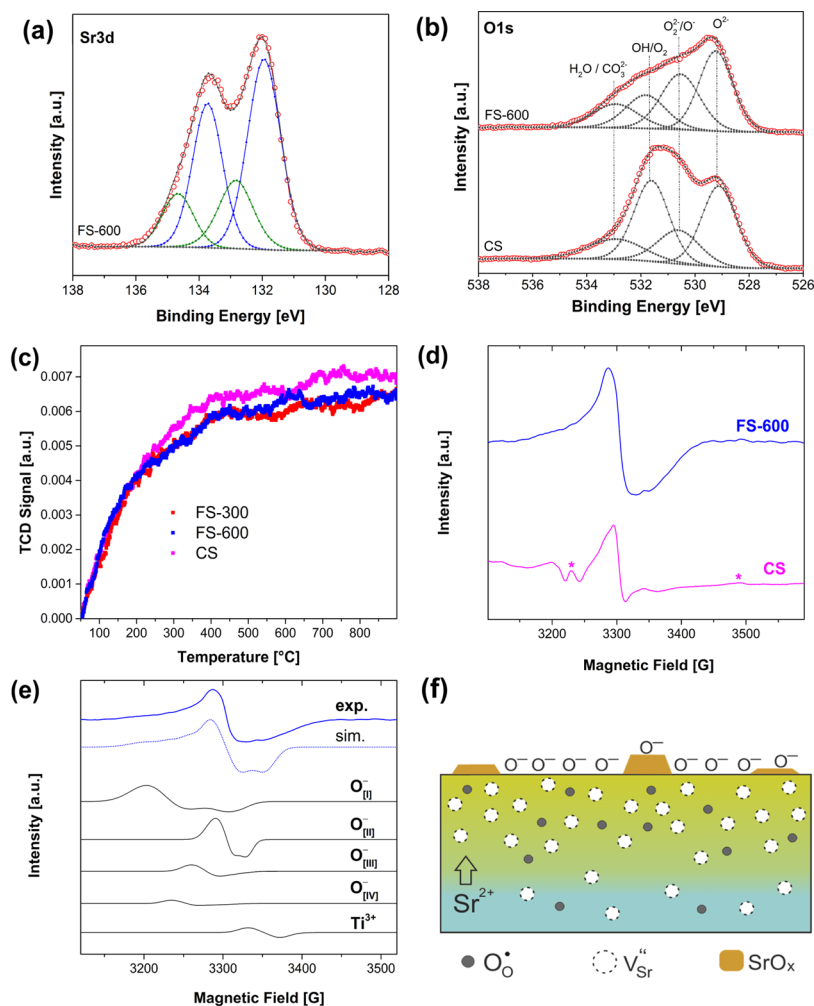 (a)
Sr3d
Intensity [a.u.]
FS-600
138 136 134 132 130 128
Binding Energy [eV]
(b)
O1s
O₂²⁻/O⁻ O²⁻
OH/O₂
H₂O / CO₃²⁻
Intensity [a.u.]
FS-600
CS
538 536 534 532 530 528 526
Binding Energy [eV]
(c)
TCD Signal [a.u.]
0.007
0.006
0.005
0.004
0.003
0.002
0.001
0.000
FS-300
FS-600
CS
100 200 300 400 500 600 700 800
Temperature [°C]
(d)
Intensity [a.u.]
FS-600
* CS *
3200 3300 3400 3500
Magnetic Field [G]
(e)
Intensity [a.u.]
exp.
sim.
O⁻[I]
O⁻[II]
O⁻[III]
O⁻[IV]
Ti³⁺
3200 3300 3400 3500
Magnetic Field [G]
(f)
O⁻
O⁻ O⁻ O⁻ O⁻ O⁻ O⁻ O⁻ O⁻
Sr²⁺
O•O V“Sr SrOx